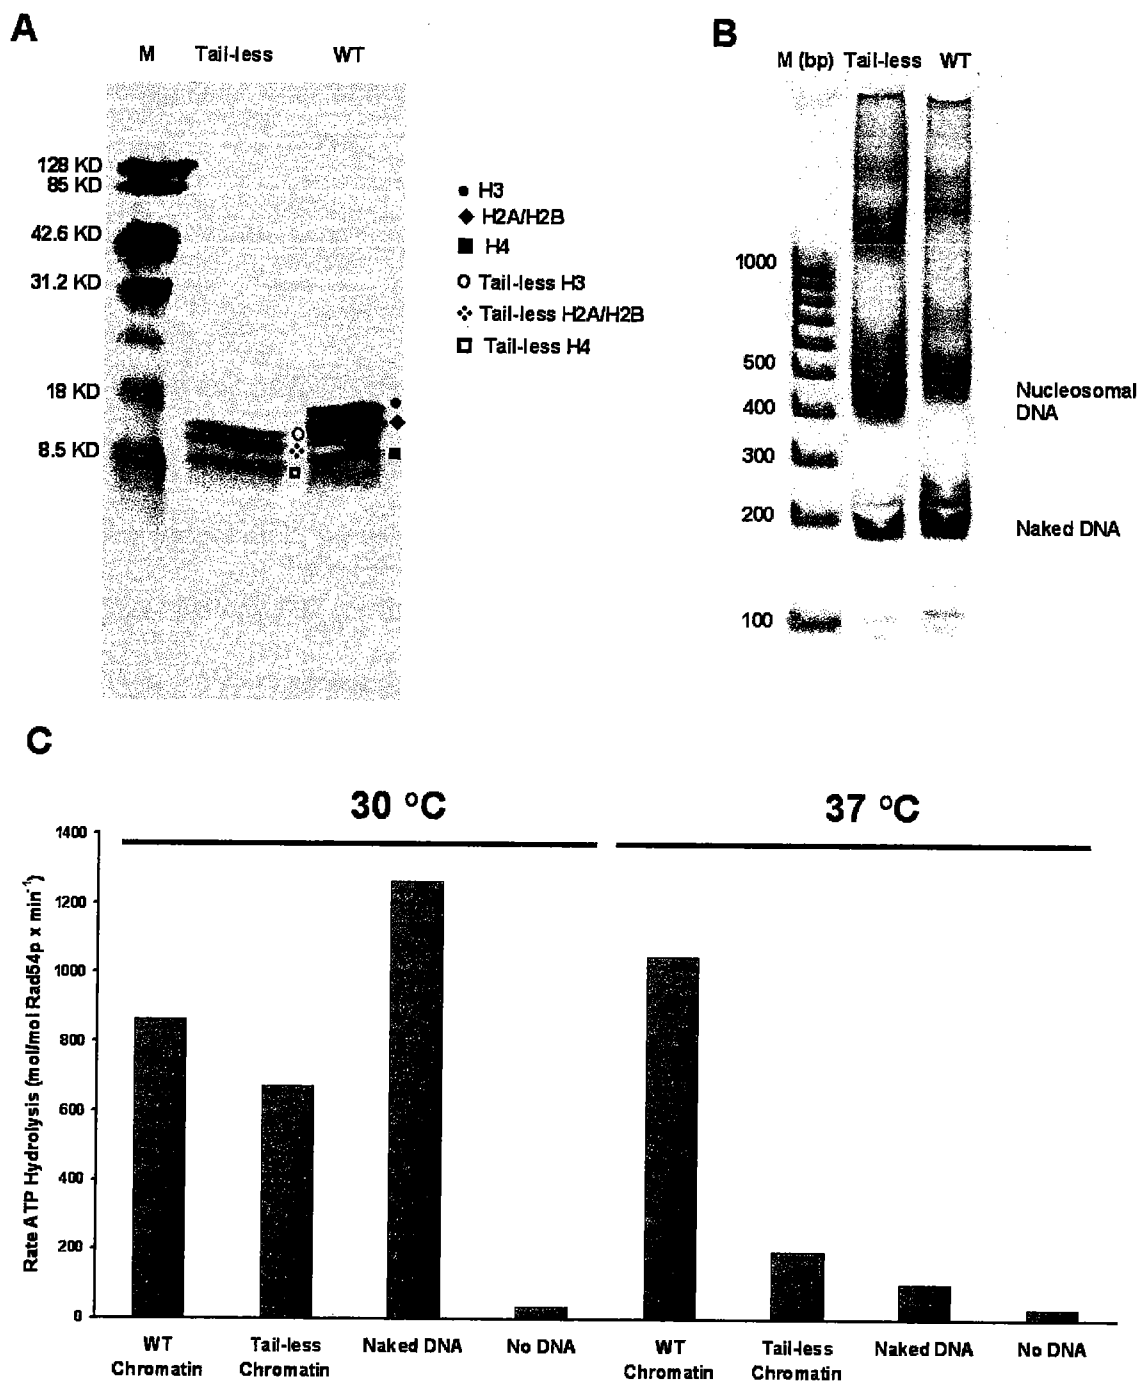 A
M Tail-less WT
128 KD
85 KD
42.6 KD
31.2 KD
18 KD
8.5 KD
H3
H2A/H2B
H4
Tail-less H3
Tail-less H2A/H2B
Tail-less H4
B
M (bp) Tail-less WT
1000
500
400
300
200
100
Nucleosomal
DNA
Naked DNA
C
30 °C 37 °C
Rate ATP Hydrolysis (mol/mol Rad54p x min⁻¹)
1400
1200
1000
800
600
400
200
0
WT
Chromatin
Tail-less
Chromatin
Naked DNA
No DNA
WT
Chromatin
Tail-less
Chromatin
Naked DNA
No DNA